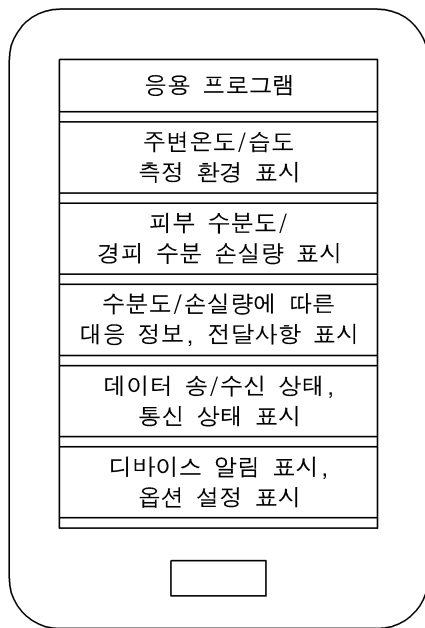 응용 프로그램
주변온도/습도
측정 환경 표시
피부 수분도/
경피 수분 손실량 표시
수분도/손실량에 따른
대응 정보, 전달사항 표시
데이터 송/수신 상태,
통신 상태 표시
디바이스 알림 표시,
옵션 설정 표시